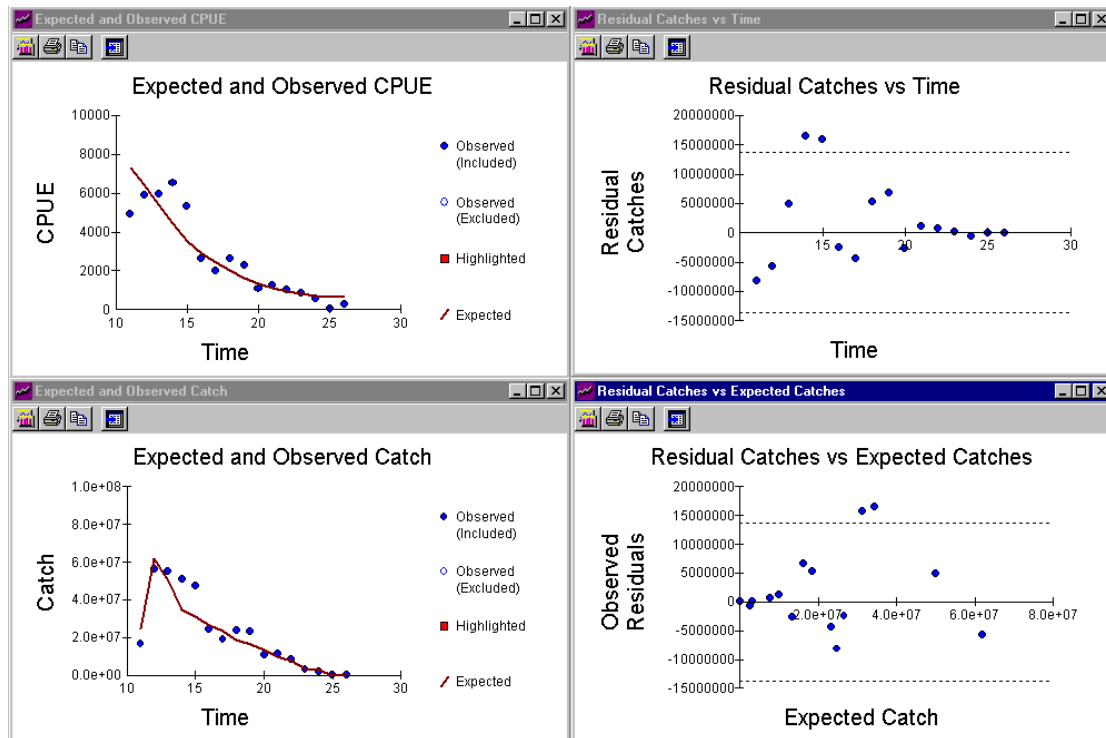 Expected and Observed CPUE
Expected and Observed CPUE
10000
8000
6000
4000
2000
0
10 15 20 25 30
CPUE
Time
Observed
(Included)
Observed
(Excluded)
Highlighted
Expected
Residual Catches vs Time
Residual Catches vs Time
20000000
15000000
10000000
5000000
0
-5000000
-10000000
-15000000
15 20 25 30
Residual
Catches
Time
Expected and Observed Catch
Expected and Observed Catch
1.0e+08
8.0e+07
6.0e+07
4.0e+07
2.0e+07
0.0e+00
10 15 20 25 30
Catch
Time
Observed
(Included)
Observed
(Excluded)
Highlighted
Expected
Residual Catches vs Expected Catches
Residual Catches vs Expected Catches
20000000
15000000
10000000
5000000
0
-5000000
-10000000
-15000000
2.0e+07 4.0e+07 6.0e+07 8.0e+07
Observed
Residuals
Expected Catch